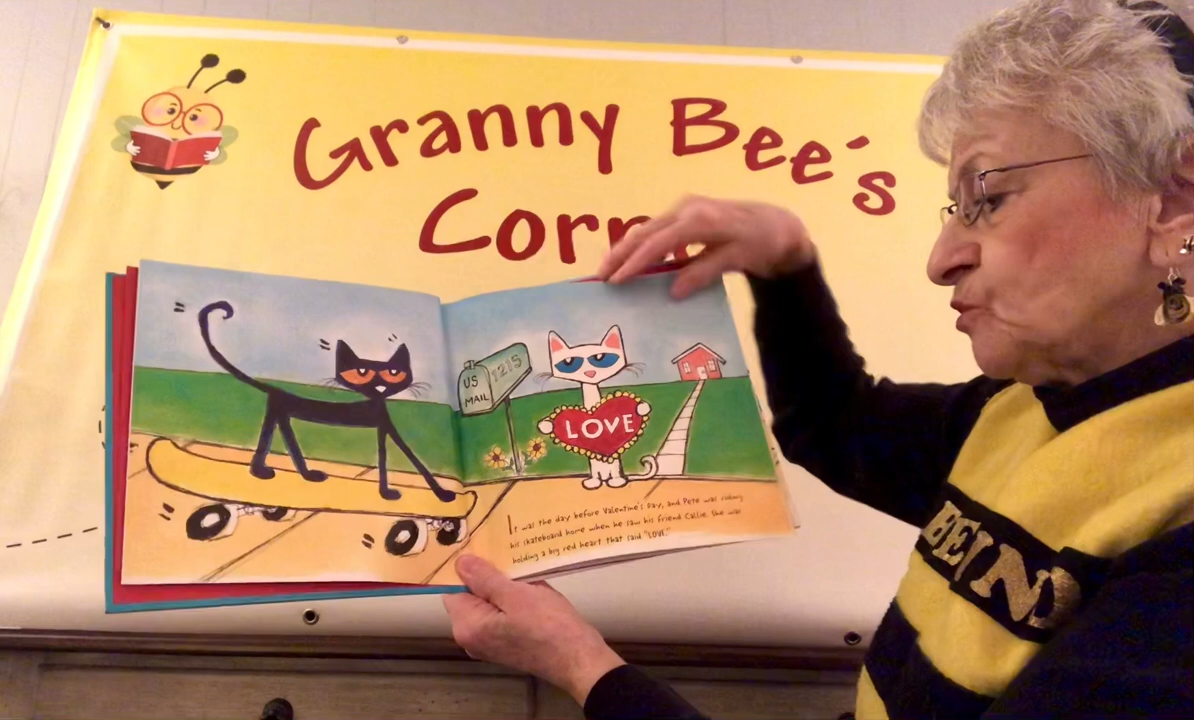 Granny Bee's
Corn
US
MAIL
1215
LOVE
It was the day before Valentine's Day, and Pete was riding
his skateboard home when he saw his friend Callie. She was
holding a big red heart that said "LOVE."
BE
IND